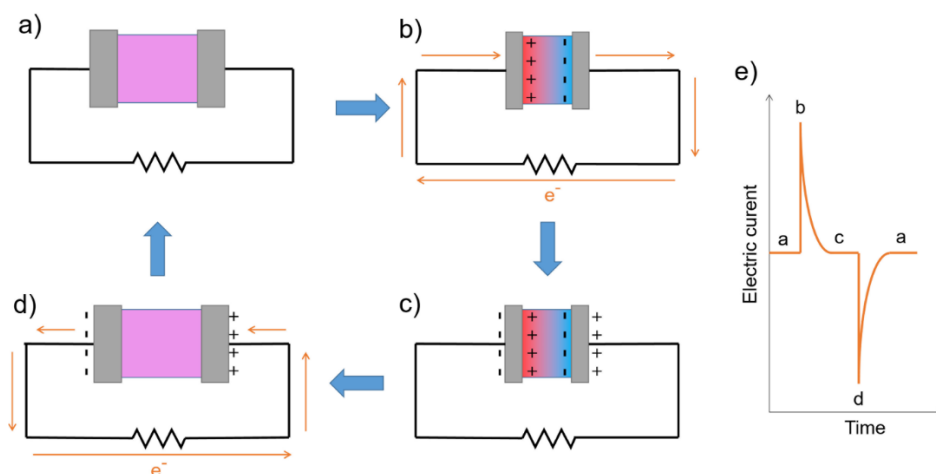 a)
b)
+ -
+ -
+ -
+ -
e⁻
e)
b
a
c
a
d
Electric curent
Time
d)
- +
- +
- +
- +
e⁻
c)
- + - +
- + - +
- + - +
- + - +